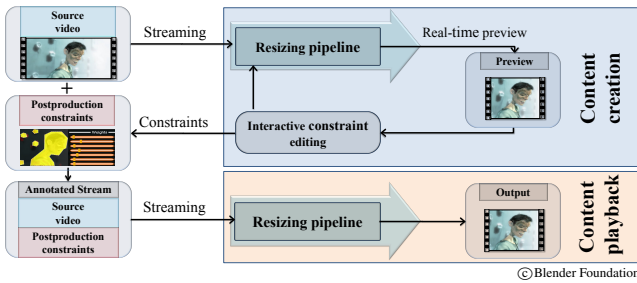 Source
video
Streaming
Resizing pipeline
Real-time preview
Preview
Content
creation
+
Postproduction
constraints
Constraints
Interactive constraint
editing
Annotated Stream
Source
video
Postproduction
constraints
Streaming
Resizing pipeline
Output
Content
playback
©Blender Foundation